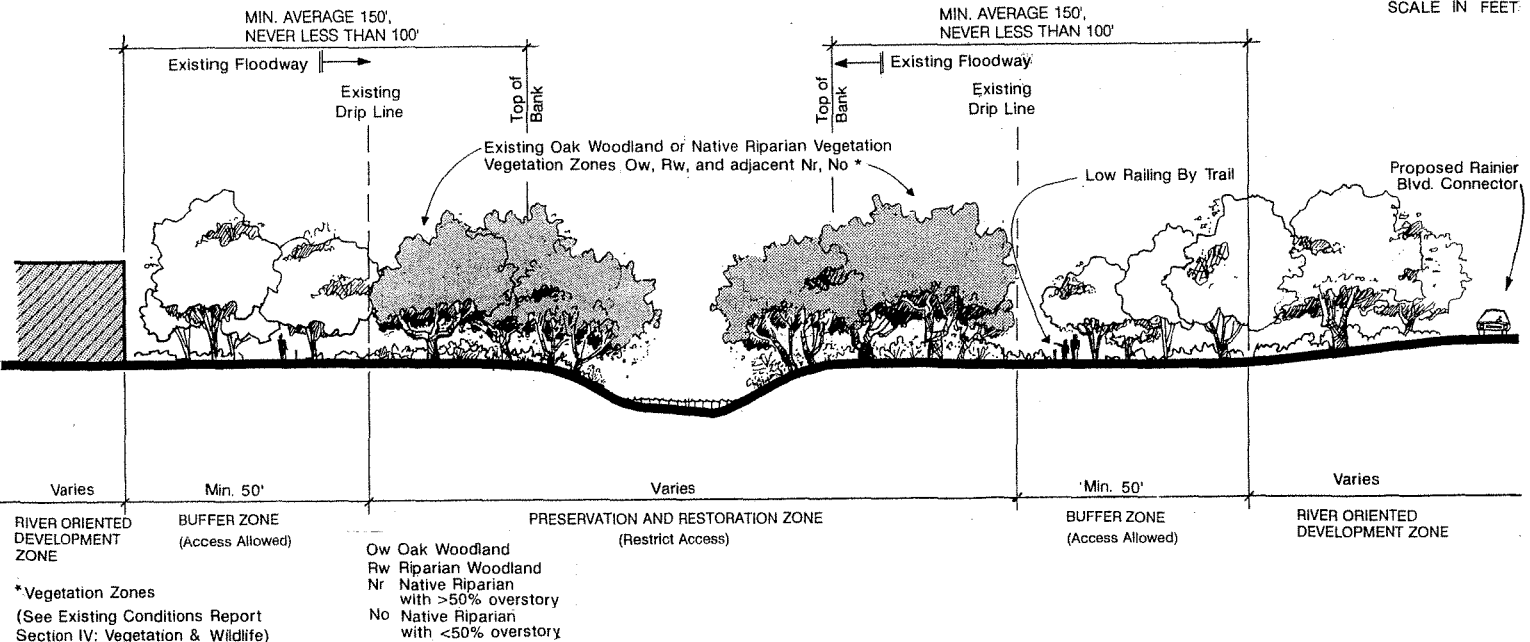 SCALE IN FEET
MIN. AVERAGE 150',
NEVER LESS THAN 100'
MIN. AVERAGE 150',
NEVER LESS THAN 100'
Existing Floodway
Existing Floodway
Existing
Drip Line
Top of
Bank
Top of
Bank
Existing
Drip Line
Existing Oak Woodland or Native Riparian Vegetation
Vegetation Zones Ow, Rw, and adjacent Nr, No *
Low Railing By Trail
Proposed Rainier
Blvd. Connector
Varies
Min. 50'
Varies
Min. 50'
Varies
RIVER ORIENTED
DEVELOPMENT
ZONE
BUFFER ZONE
(Access Allowed)
PRESERVATION AND RESTORATION ZONE
(Restrict Access)
BUFFER ZONE
(Access Allowed)
RIVER ORIENTED
DEVELOPMENT ZONE
*Vegetation Zones
(See Existing Conditions Report
Section IV: Vegetation & Wildlife)
Ow Oak Woodland
Rw Riparian Woodland
Nr Native Riparian
with >50% overstory
No Native Riparian
with <50% overstory